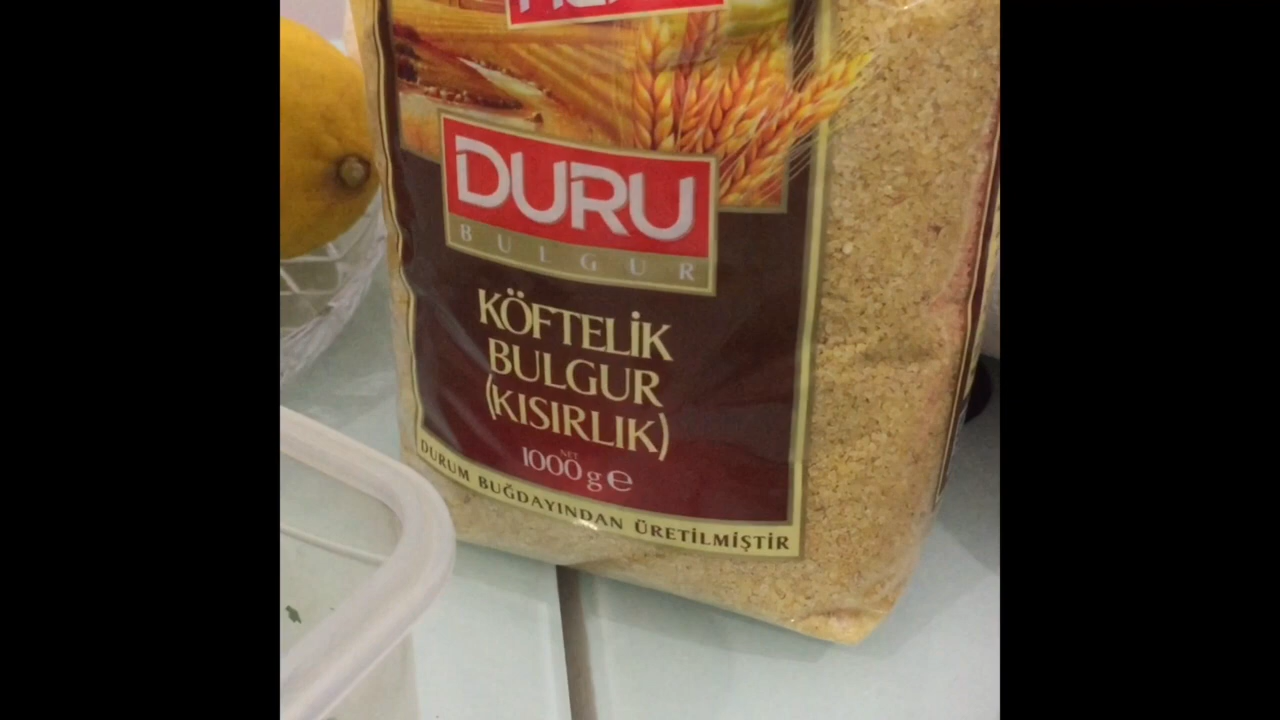 DURU
BULGUR
KÖFTELİK
BULGUR
(KISIRLIK)
NET
1000 g e
DURUM BUĞDAYINDAN ÜRETİLMİŞTİR